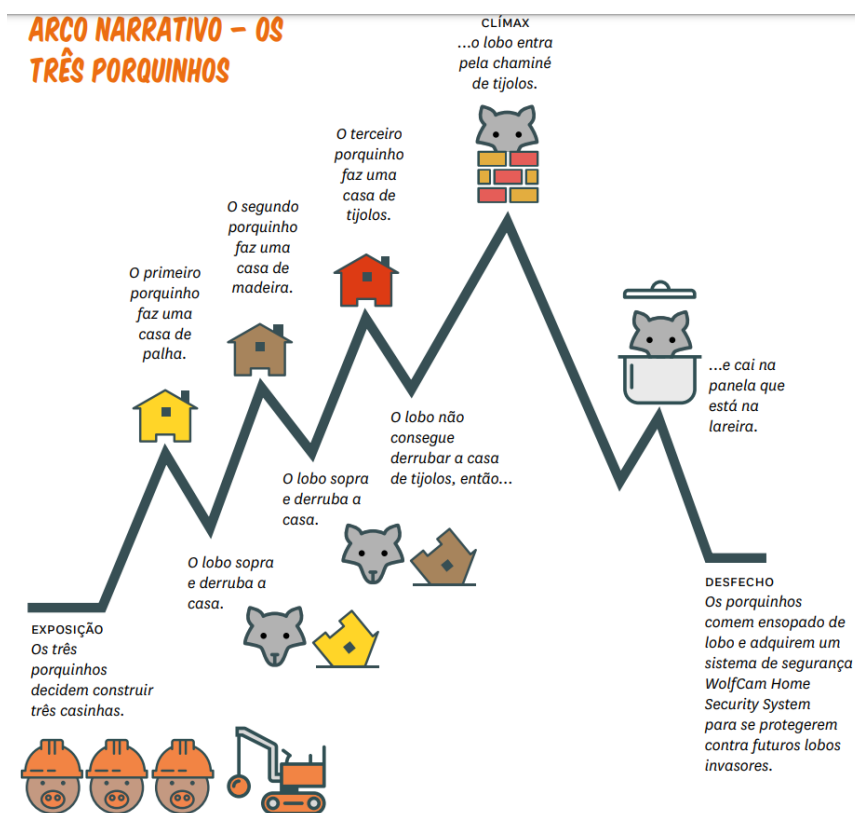 ARCO NARRATIVO – OS
TRÊS PORQUINHOS
CLÍMAX
...o lobo entra
pela chaminé
de tijolos.
O terceiro
porquinho
faz uma
casa de
tijolos.
O segundo
porquinho
faz uma
casa de
madeira.
O primeiro
porquinho
faz uma
casa de
palha.
...e cai na
panela que
está na
lareira.
O lobo não
consegue
derrubar a casa
de tijolos, então...
O lobo sopra
e derruba a
casa.
O lobo sopra
e derruba a
casa.
EXPOSIÇÃO
Os três
porquinhos
decidem construir
três casinhas.
DESFECHO
Os porquinhos
comem ensopado de
lobo e adquirem um
sistema de segurança
WolfCam Home
Security System
para se protegerem
contra futuros lobos
invasores.